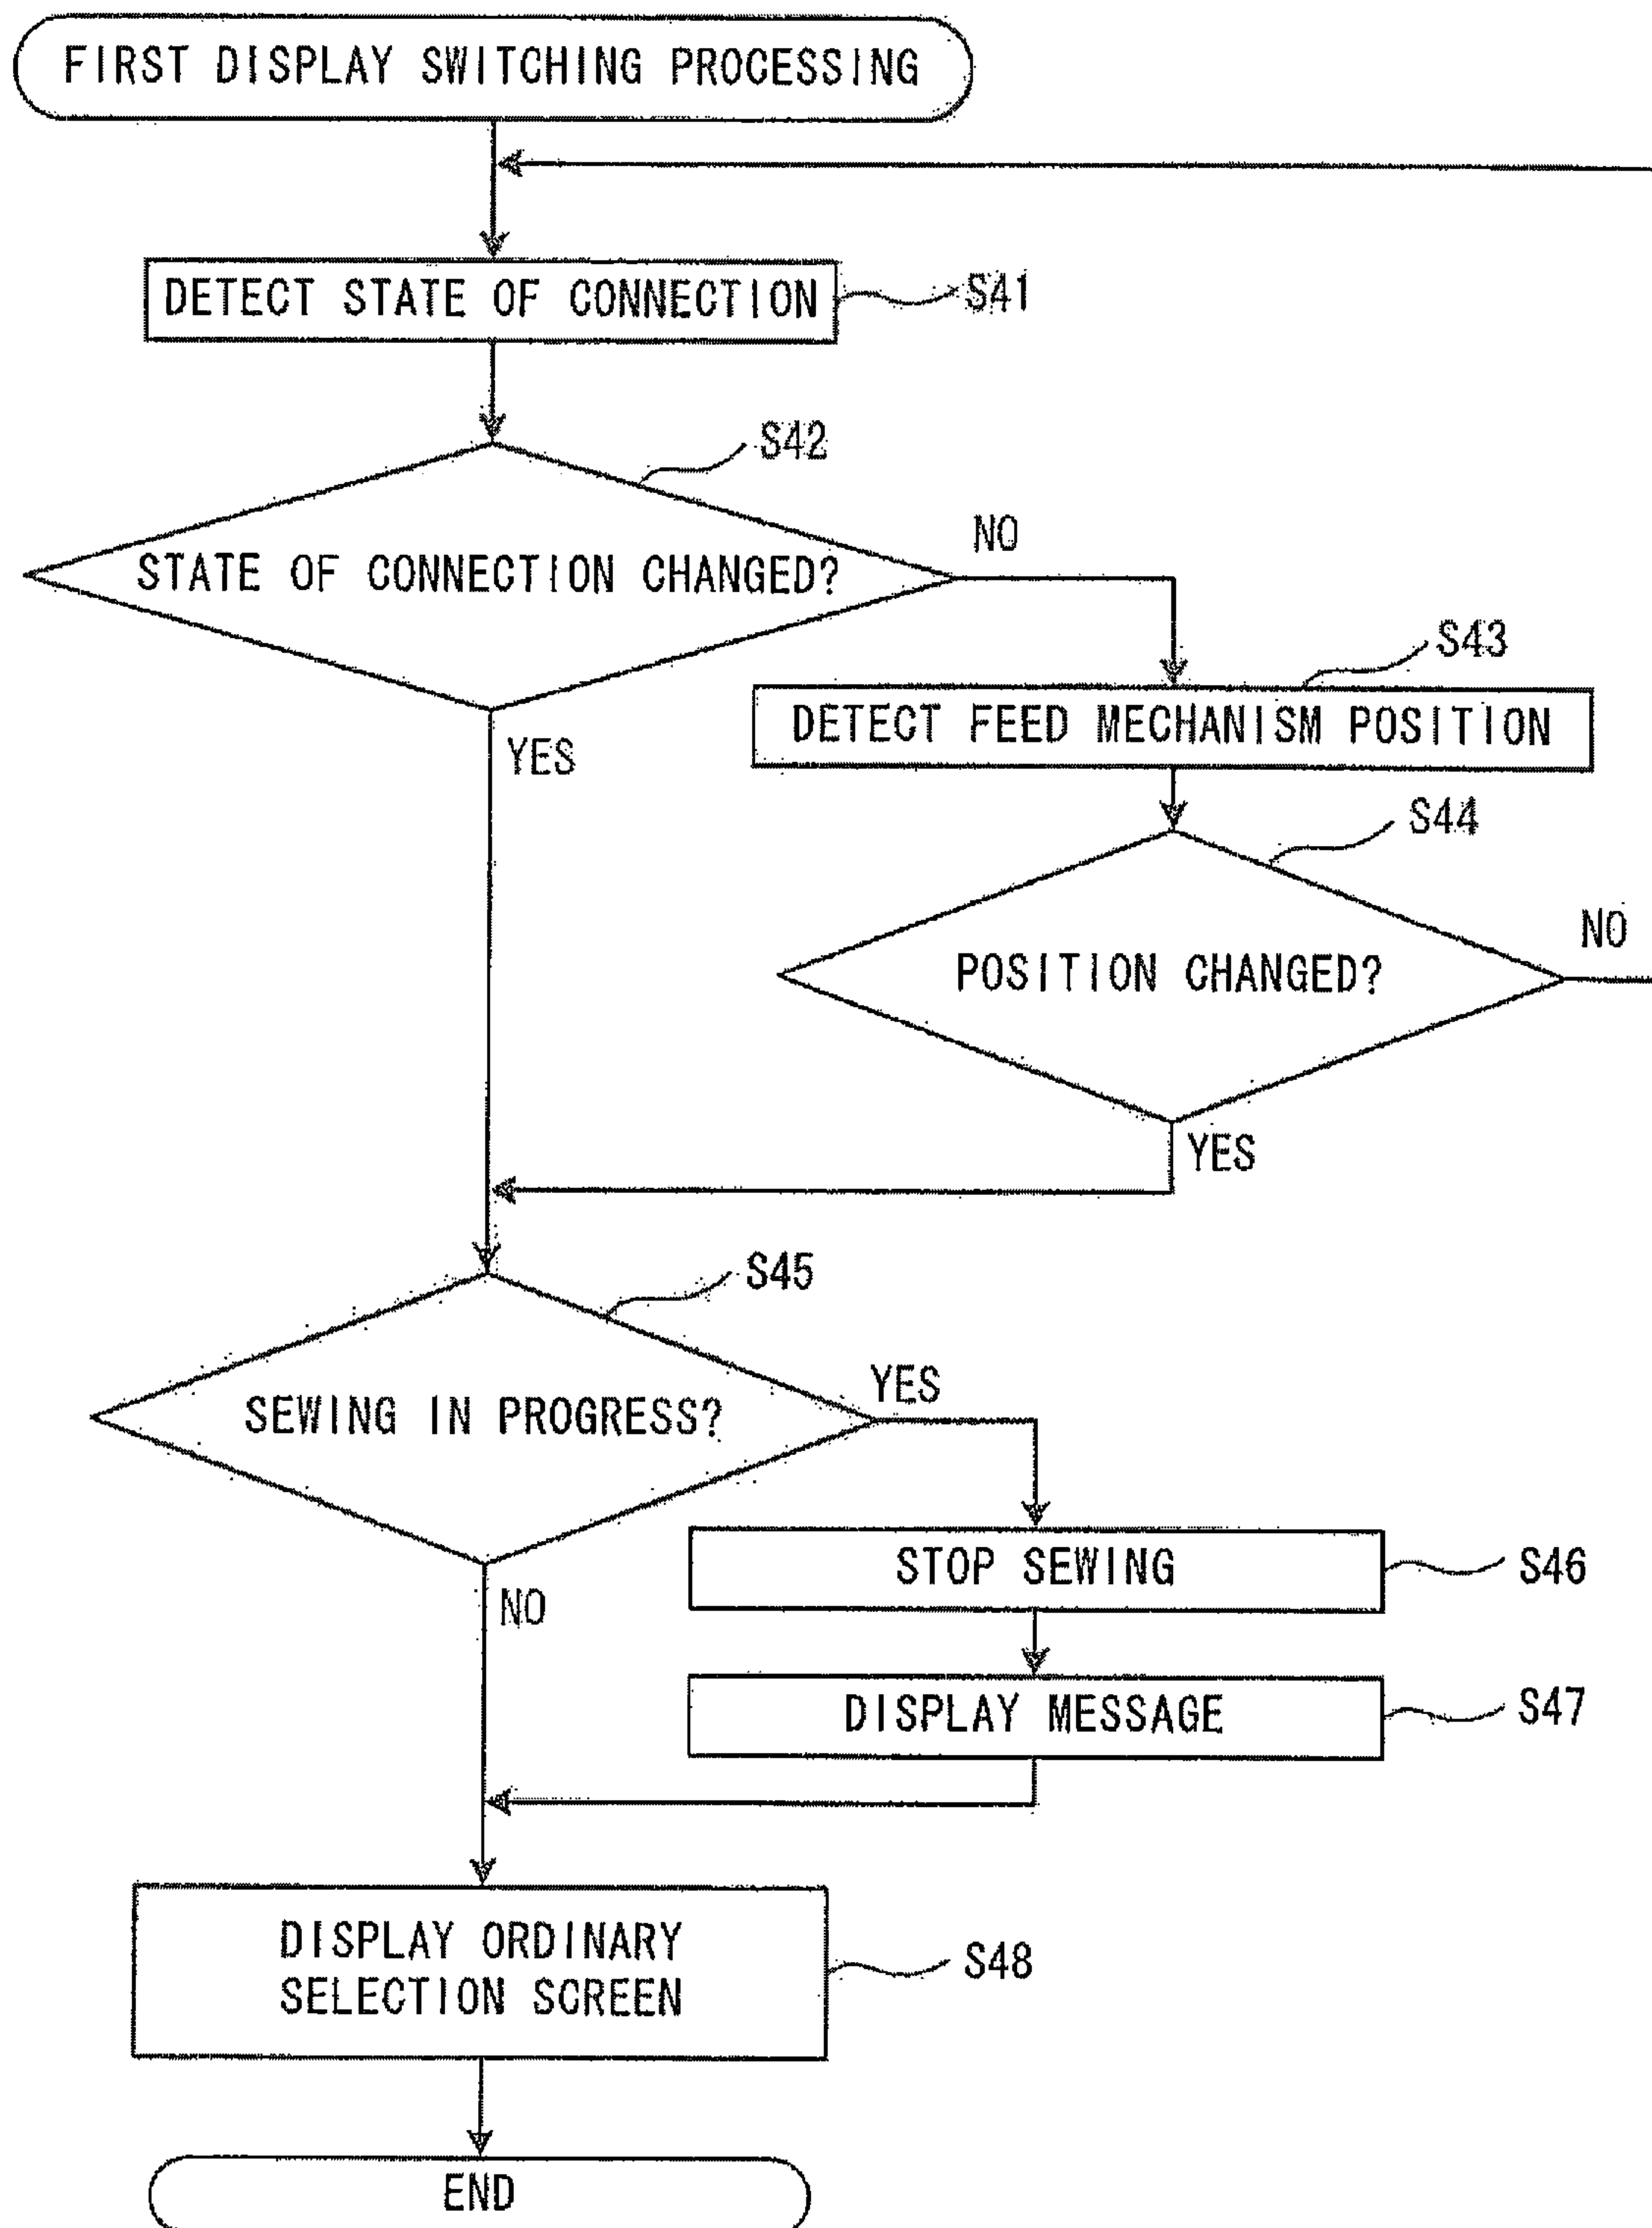 FIRST DISPLAY SWITCHING PROCESSING
DETECT STATE OF CONNECTION
S41
S42
STATE OF CONNECTION CHANGED?
NO
YES
S43
DETECT FEED MECHANISM POSITION
S44
POSITION CHANGED?
NO
YES
S45
SEWING IN PROGRESS?
YES
NO
STOP SEWING
S46
DISPLAY MESSAGE
S47
DISPLAY ORDINARY
SELECTION SCREEN
S48
END